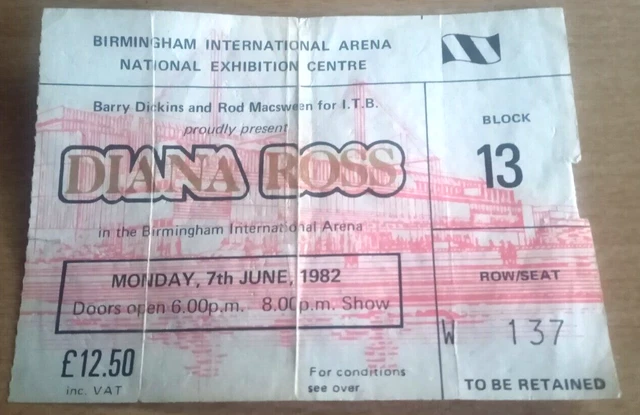 BIRMINGHAM INTERNATIONAL ARENA
NATIONAL EXHIBITION CENTRE
Barry Dickins and Rod Macsween for I.T.B.
proudly present
DIANA ROSS
in the Birmingham International Arena
MONDAY, 7th JUNE, 1982
Doors open 6.00p.m. 8.00p.m. Show
£12.50
inc. VAT
For conditions
see over
BLOCK
13
ROW/SEAT
W 137
TO BE RETAINED